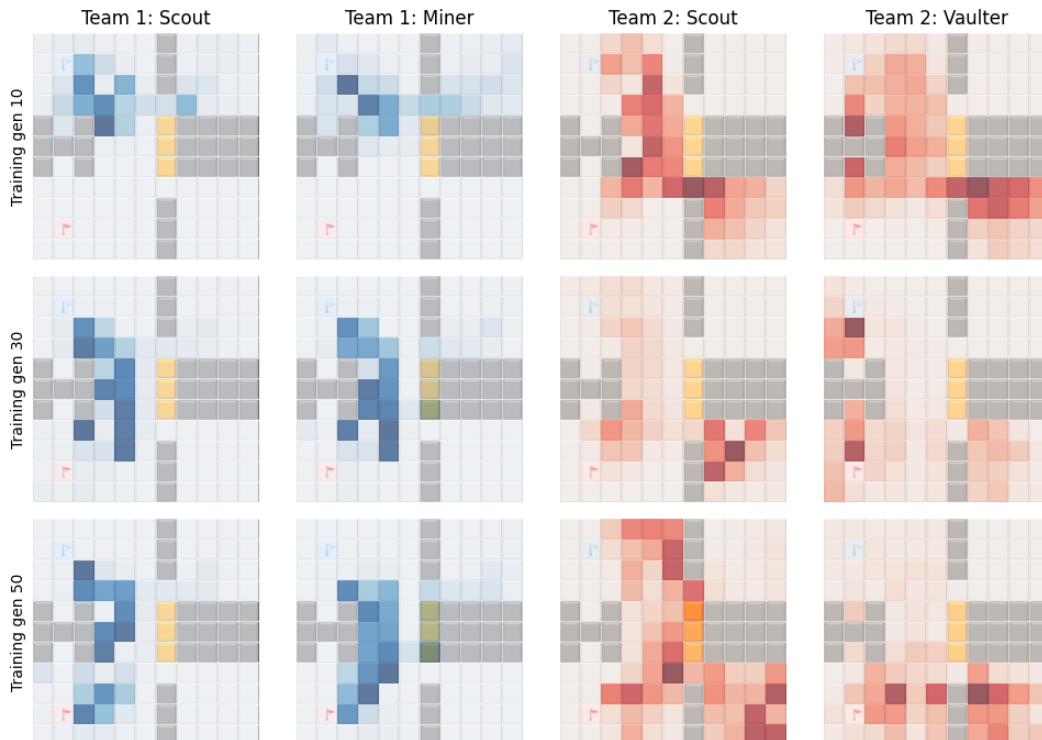 Team 1: Scout
Team 1: Miner
Team 2: Scout
Team 2: Vaulter
Training gen 10
Training gen 30
Training gen 50